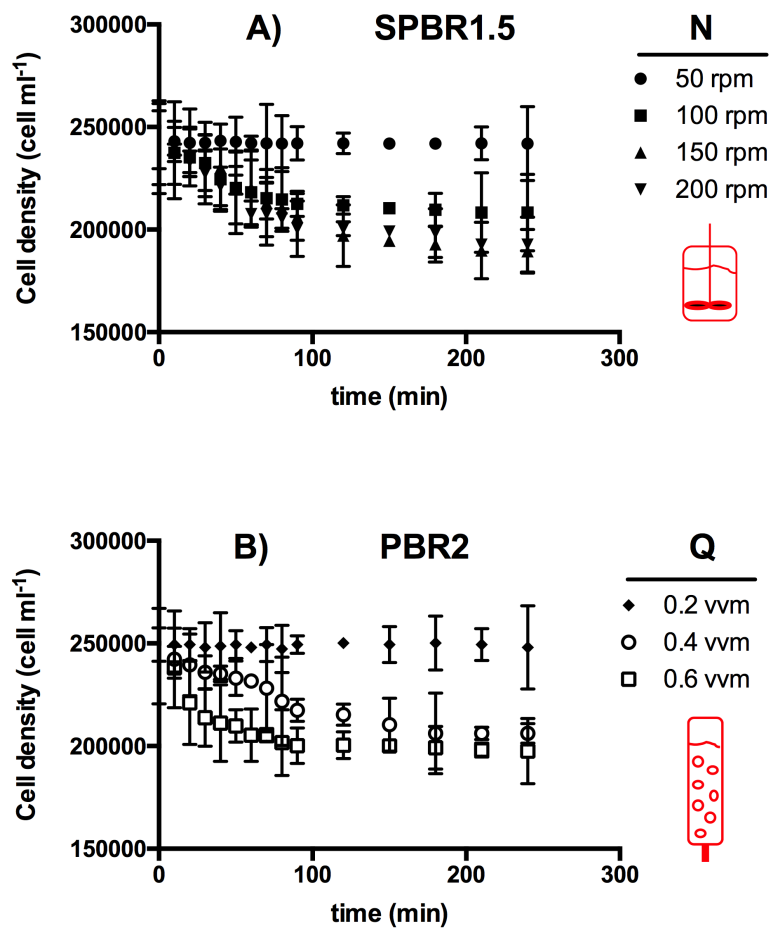 A) SPBR1.5 N
300000
250000
200000
150000
Cell density (cell ml-1)
0 100 200 300
time (min)
50 rpm
100 rpm
150 rpm
200 rpm
B) PBR2 Q
300000
250000
200000
150000
Cell density (cell ml-1)
0 100 200 300
time (min)
0.2 vvm
0.4 vvm
0.6 vvm